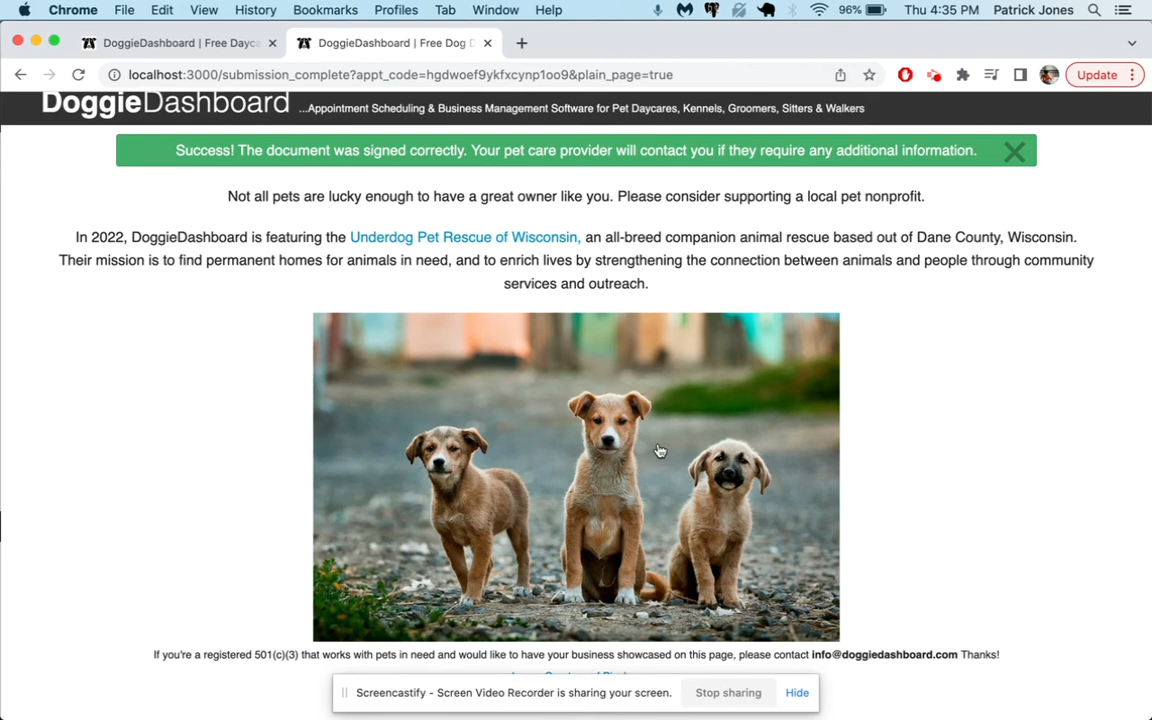 Chrome File Edit View History Bookmarks Profiles Tab Window Help 96% Thu 4:35 PM Patrick Jones
DoggieDashboard | Free Dayca
DoggieDashboard | Free Dog D
localhost:3000/submission_complete?appt_code=hgdwoef9ykfxcynp1oo9&plain_page=true
Update
DoggieDashboard ...Appointment Scheduling & Business Management Software for Pet Daycares, Kennels, Groomers, Sitters & Walkers
Success! The document was signed correctly. Your pet care provider will contact you if they require any additional information.
Not all pets are lucky enough to have a great owner like you. Please consider supporting a local pet nonprofit.
In 2022, DoggieDashboard is featuring the Underdog Pet Rescue of Wisconsin, an all-breed companion animal rescue based out of Dane County, Wisconsin.
Their mission is to find permanent homes for animals in need, and to enrich lives by strengthening the connection between animals and people through community
services and outreach.
If you're a registered 501(c)(3) that works with pets in need and would like to have your business showcased on this page, please contact info@doggiedashboard.com Thanks!
Screencastify - Screen Video Recorder is sharing your screen. Stop sharing Hide